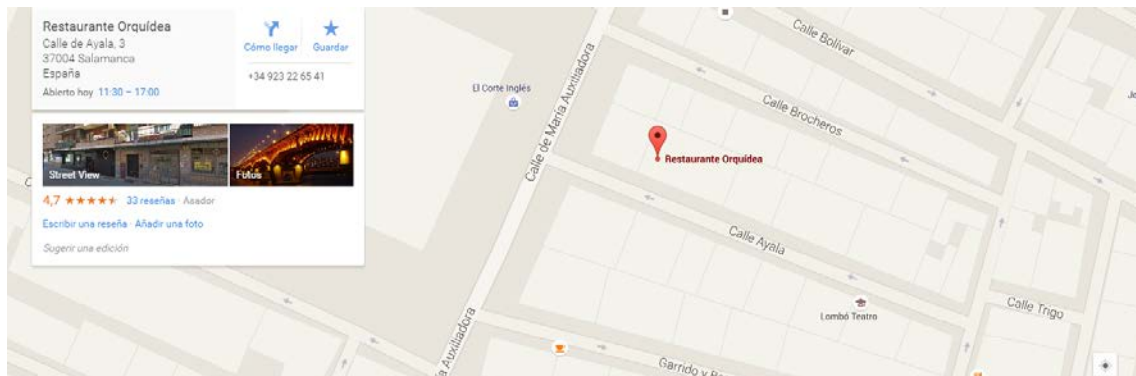 Restaurante Orquídea
Calle de Ayala, 3
37004 Salamanca
España
Abierto hoy 11:30 – 17:00
Cómo llegar
Guardar
+34 923 22 65 41
Street View
Fotos
4,7
33 reseñas · Asador
Escribir una reseña · Añadir una foto
Sugerir una edición
El Corte Inglés
Calle de María Auxiliadora
Calle Bolívar
Calle Brocheros
Restaurante Orquídea
Calle Ayala
Lombó Teatro
Calle Trigo
Auxiliadora
Garrido y